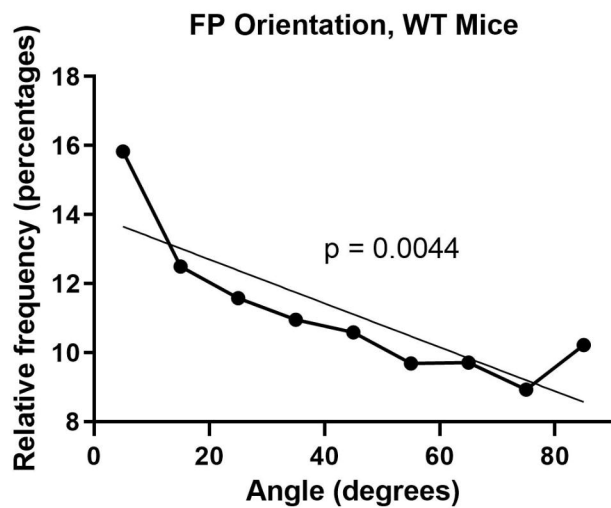 FP Orientation, WT Mice
Relative frequency (percentages)
18
16
14
12
10
8
p = 0.0044
0 20 40 60 80
Angle (degrees)